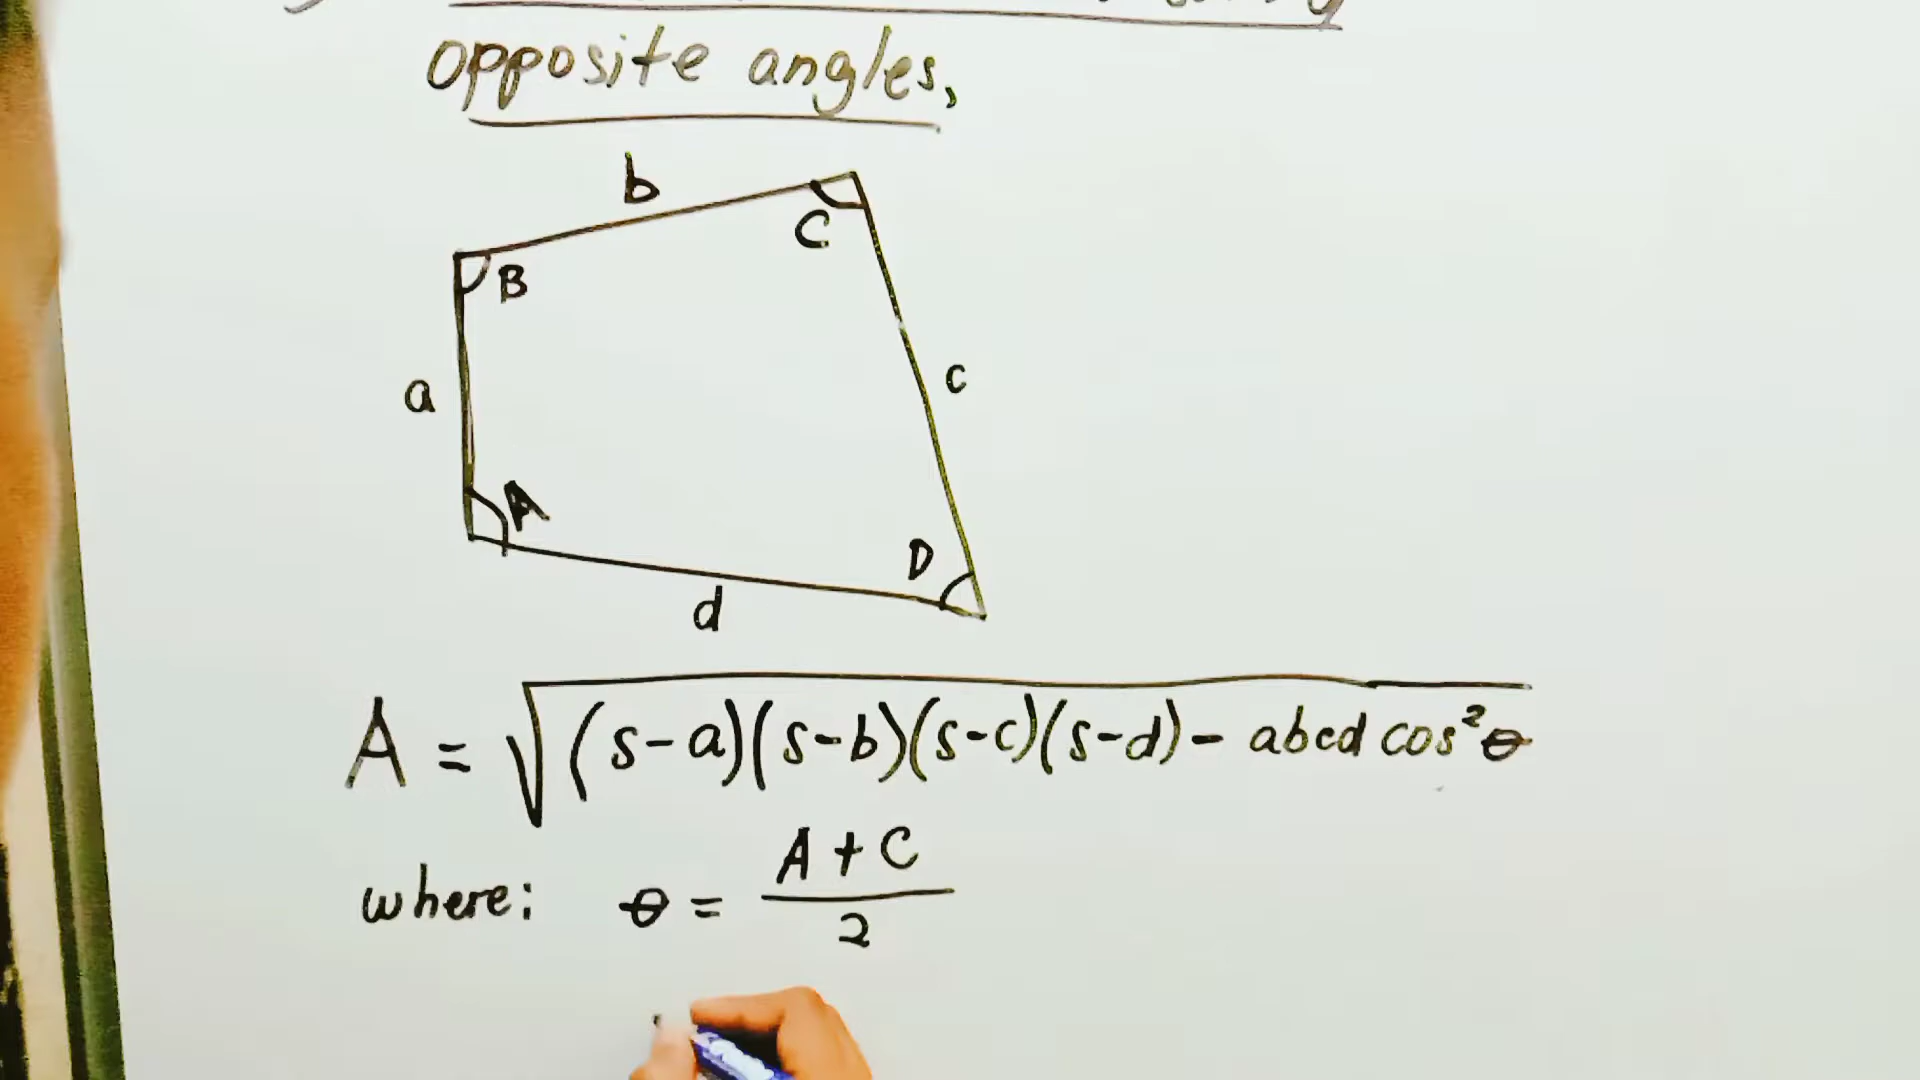 opposite angles,
b
C
B
a
c
A
D
d
A = √(s-a)(s-b)(s-c)(s-d) - abcd cos²θ
where: θ = A + C / 2